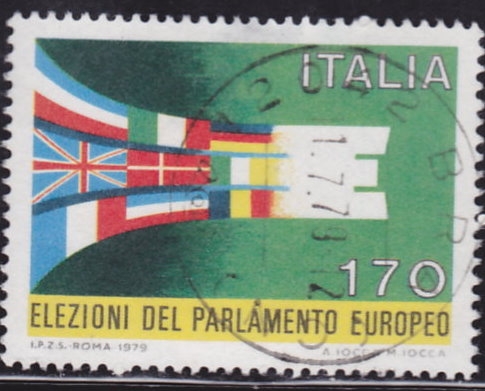 ITALIA
170
ELEZIONI DEL PARLAMENTO EUROPEO
I.P.Z.S.-ROMA 1979
A. IOCCA M. IOCCA